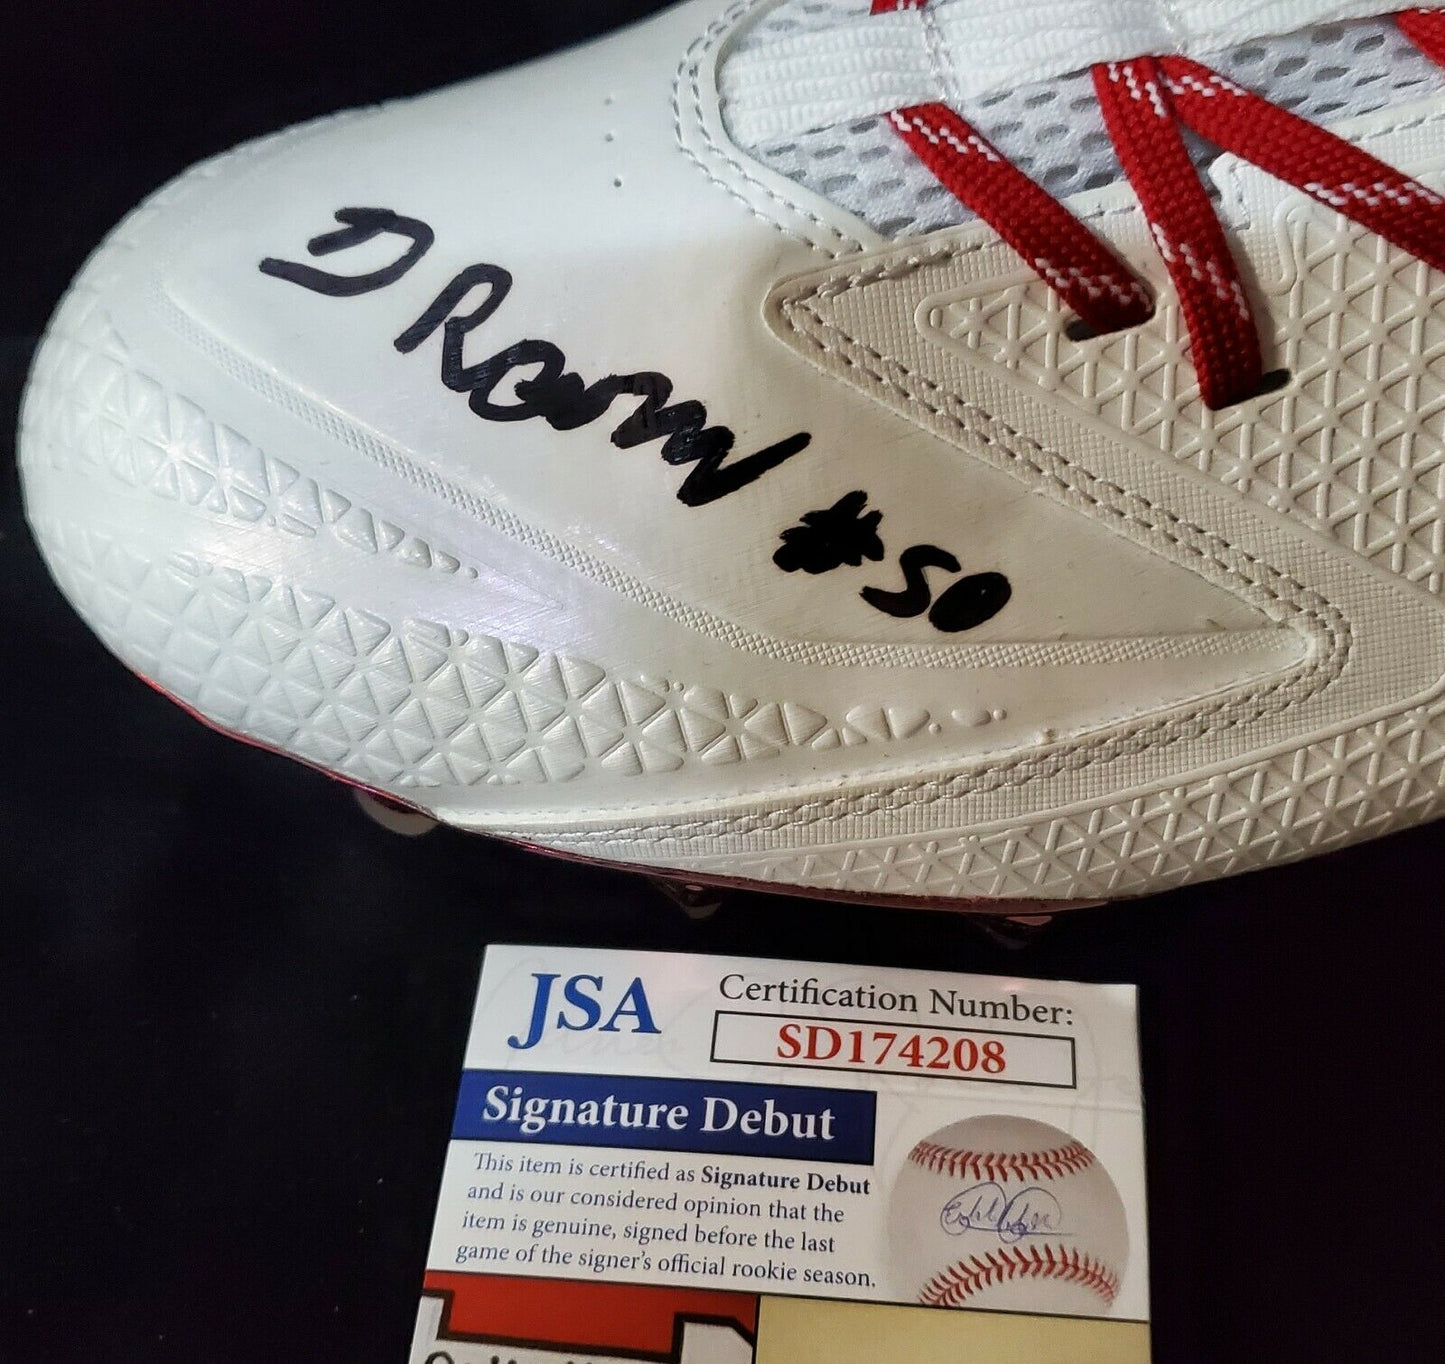 D Room #50
JSA
Certification Number:
SD174208
Signature Debut
This item is certified as Signature Debut
and is our considered opinion that the
item is genuine, signed before the last
game of the signer's official rookie season.